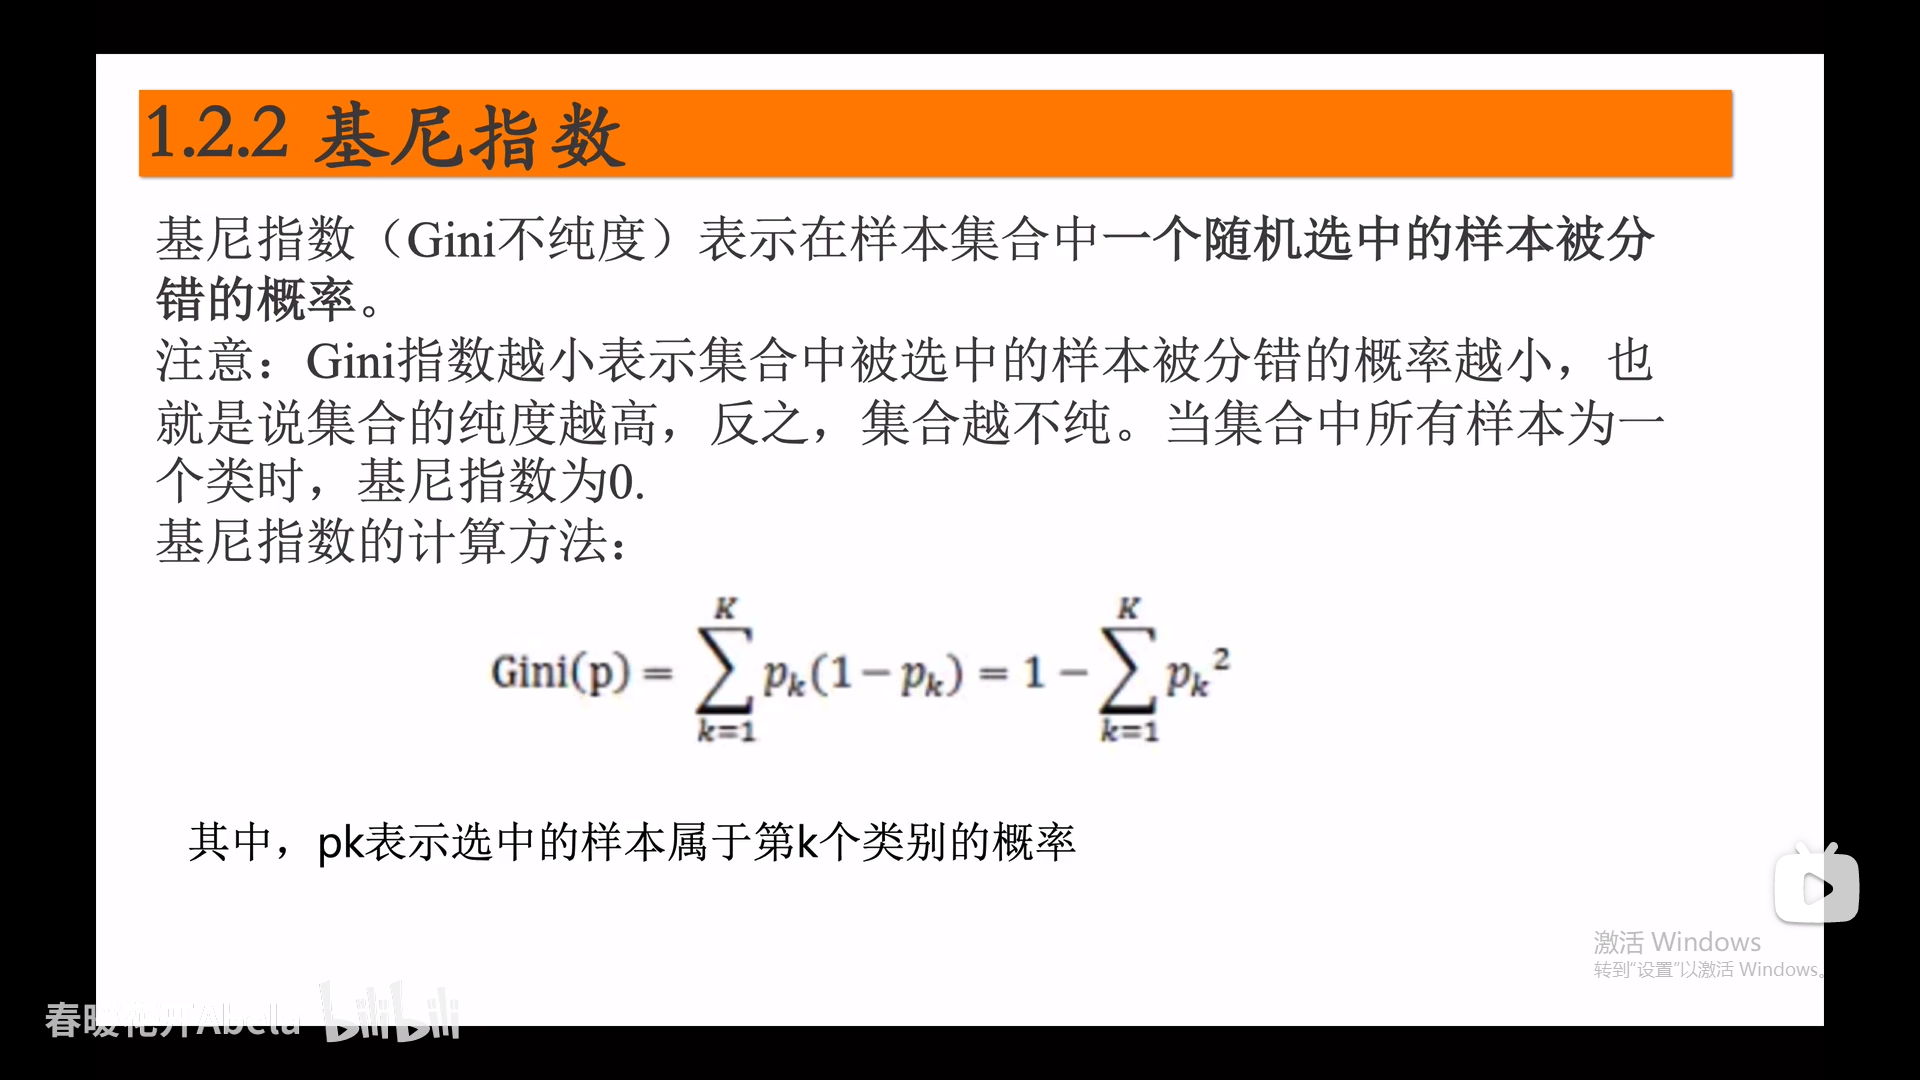 1.2.2 基尼指数
基尼指数（Gini不纯度）表示在样本集合中一个随机选中的样本被分
错的概率。
注意：Gini指数越小表示集合中被选中的样本被分错的概率越小，也
就是说集合的纯度越高，反之，集合越不纯。当集合中所有样本为一
个类时，基尼指数为0.
基尼指数的计算方法：
Gini(p) = ∑_{k=1}^{K} p_k(1 − p_k) = 1 − ∑_{k=1}^{K} p_k²
其中，pk表示选中的样本属于第k个类别的概率
激活 Windows
转到“设置”以激活 Windows。
春暖花开Abela bilibili